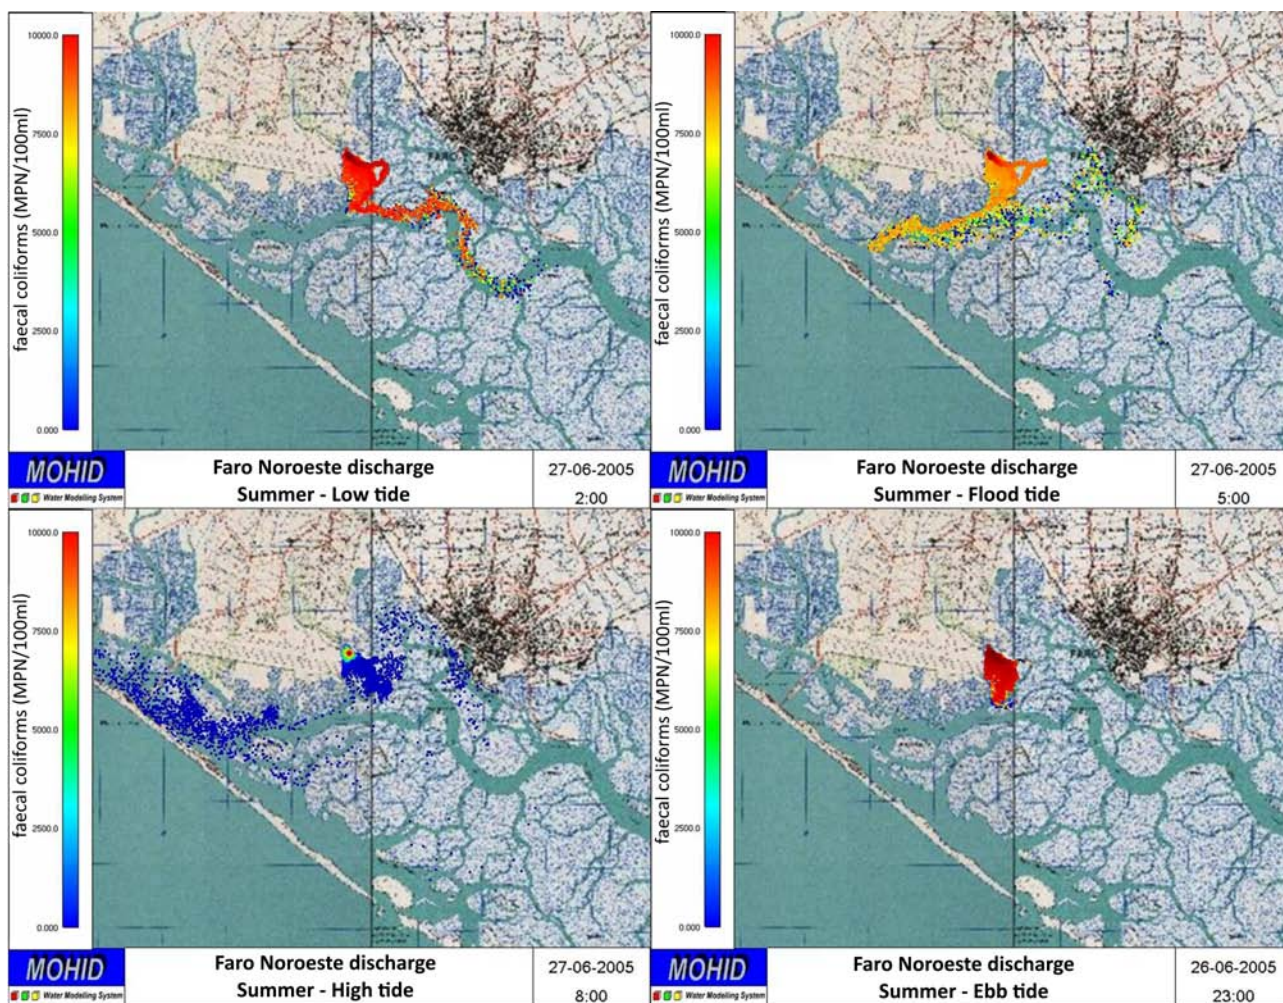 10000.0
7500.0
5000.0
2500.0
0.000
faecal coliforms (MPN/100ml)
FARO
MOHID
Water Modelling System
Faro Noroeste discharge
Summer - Low tide
27-06-2005
2:00
10000.0
7500.0
5000.0
2500.0
0.000
faecal coliforms (MPN/100ml)
MOHID
Water Modelling System
Faro Noroeste discharge
Summer - Flood tide
27-06-2005
5:00
10000.0
7500.0
5000.0
2500.0
0.000
faecal coliforms (MPN/100ml)
MOHID
Water Modelling System
Faro Noroeste discharge
Summer - High tide
27-06-2005
8:00
10000.0
7500.0
5000.0
2500.0
0.000
faecal coliforms (MPN/100ml)
MOHID
Water Modelling System
Faro Noroeste discharge
Summer - Ebb tide
26-06-2005
23:00